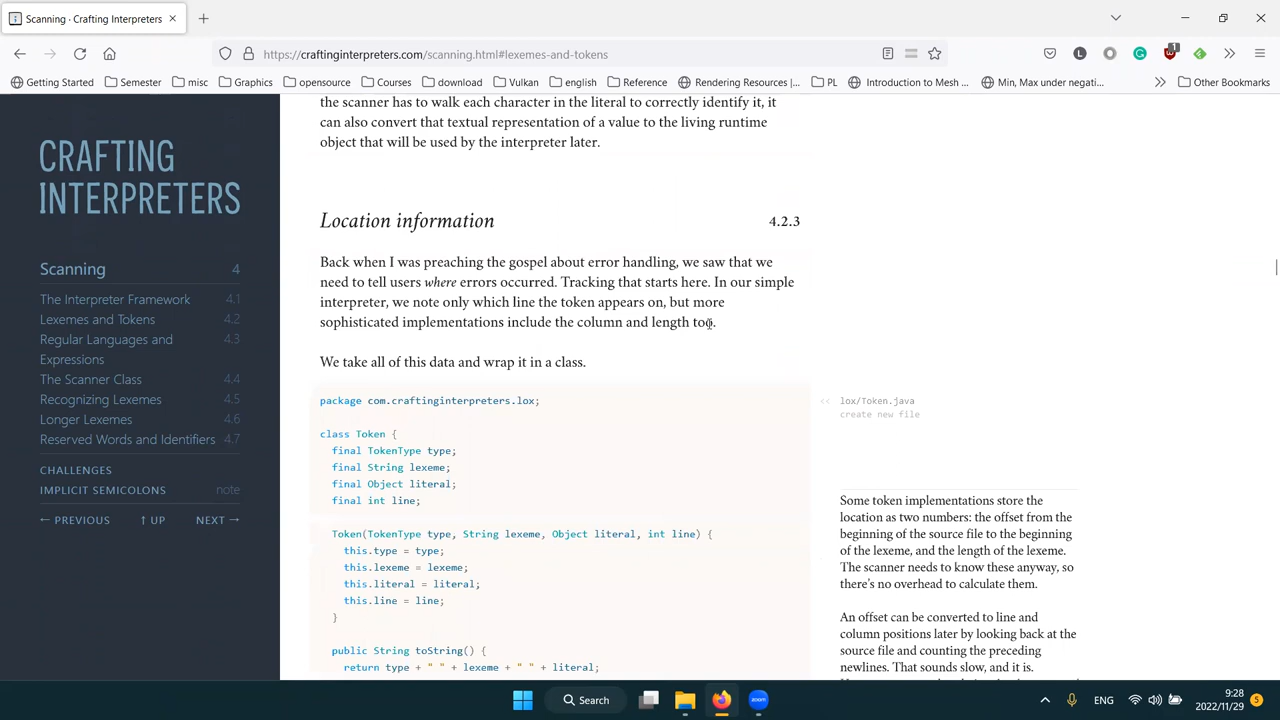 Scanning · Crafting Interpreters
https://craftinginterpreters.com/scanning.html#lexemes-and-tokens
L
1
Getting Started
Semester
misc
Graphics
opensource
Courses
download
Vulkan
english
Reference
Rendering Resources |...
PL
Introduction to Mesh ...
Min, Max under negati...
Other Bookmarks
the scanner has to walk each character in the literal to correctly identify it, it
can also convert that textual representation of a value to the living runtime
object that will be used by the interpreter later.
CRAFTING
INTERPRETERS
Scanning 4
The Interpreter Framework 4.1
Lexemes and Tokens 4.2
Regular Languages and 4.3
Expressions
The Scanner Class 4.4
Recognizing Lexemes 4.5
Longer Lexemes 4.6
Reserved Words and Identifiers 4.7
CHALLENGES
IMPLICIT SEMICOLONS note
← PREVIOUS ↑ UP NEXT →
Location information 4.2.3
Back when I was preaching the gospel about error handling, we saw that we
need to tell users where errors occurred. Tracking that starts here. In our simple
interpreter, we note only which line the token appears on, but more
sophisticated implementations include the column and length too.
We take all of this data and wrap it in a class.
package com.craftinginterpreters.lox;
class Token {
final TokenType type;
final String lexeme;
final Object literal;
final int line;
Token(TokenType type, String lexeme, Object literal, int line) {
this.type = type;
this.lexeme = lexeme;
this.literal = literal;
this.line = line;
}
public String toString() {
return type + " " + lexeme + " " + literal;
<< lox/Token.java
create new file
Some token implementations store the
location as two numbers: the offset from the
beginning of the source file to the beginning
of the lexeme, and the length of the lexeme.
The scanner needs to know these anyway, so
there's no overhead to calculate them.
An offset can be converted to line and
column positions later by looking back at the
source file and counting the preceding
newlines. That sounds slow, and it is.
Search
zoom
ENG
9:28
2022/11/29
5